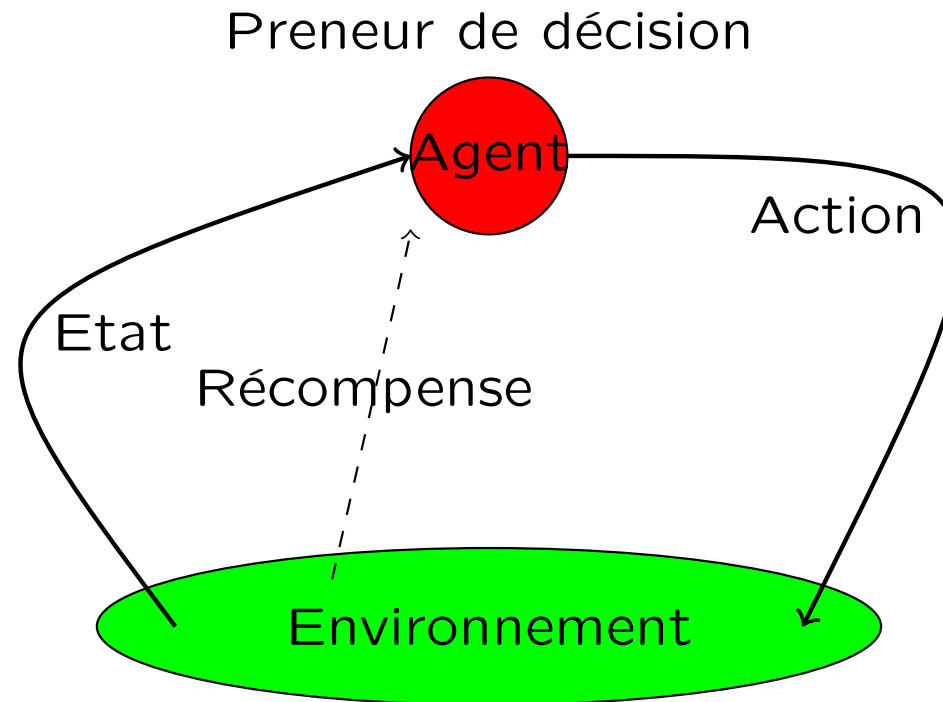 Preneur de décision
Agent
Action
Etat
Récompense
Environnement